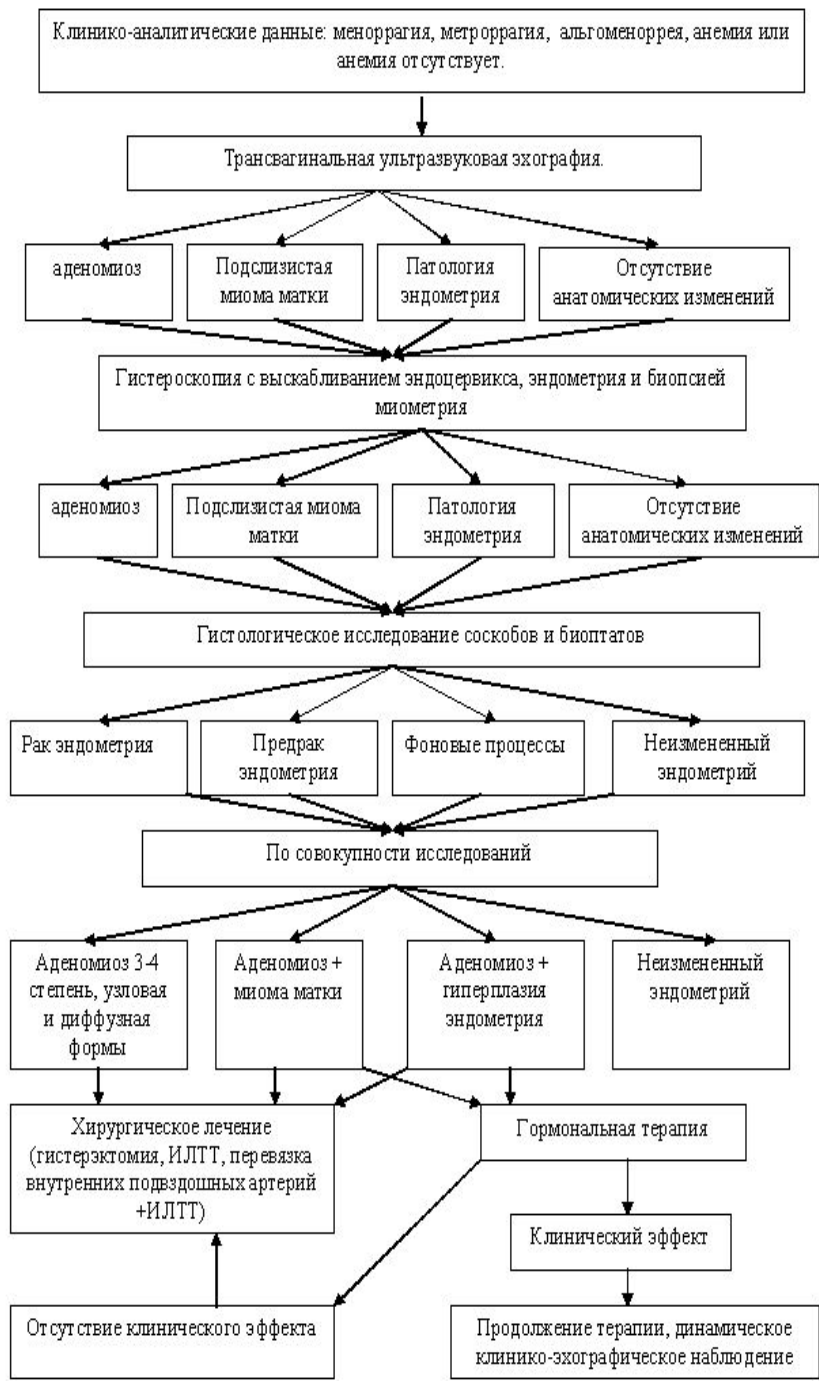 Клинико-аналитические данные: меноррагия, метроррагия, альгоменоррея, анемия или
анемия отсутствует.
Трансвагинальная ультразвуковая эхография.
аденомиоз
Подслизистая
миома матки
Патология
эндометрия
Отсутствие
анатомических изменений
Гистероскопия с выскабливанием эндоцервикса, эндометрия и биопсией
миометрия
аденомиоз
Подслизистая миома
матки
Патология
эндометрия
Отсутствие
анатомических изменений
Гистологическое исследование соскобов и биоптатов
Рак эндометрия
Предрак
эндометрия
Фоновые процессы
Неизмененный
эндометрий
По совокупности исследований
Аденомиоз 3-4
степень, узловая
и диффузная
формы
Аденомиоз +
миома матки
Аденомиоз +
гиперплазия
эндометрия
Неизмененный
эндометрий
Хирургическое лечение
(гистерэктомия, ИЛТТ, перевязка
внутренних подвздошных артерий
+ИЛТТ)
Гормональная терапия
Клинический эффект
Отсутствие клинического эффекта
Продолжение терапии, динамическое
клинико-эхографическое наблюдение